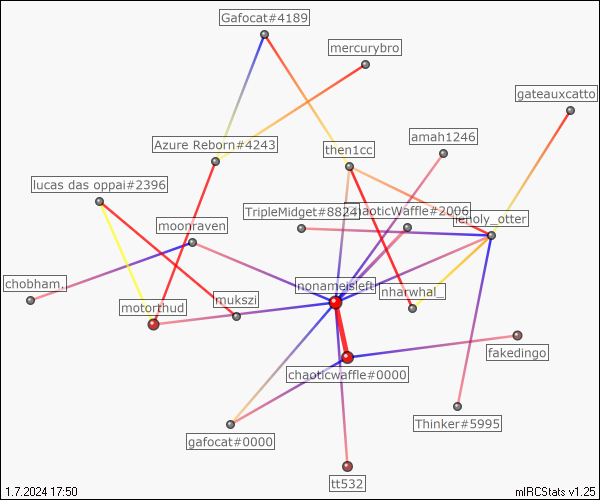 Gafocat#4189
mercurybro
gateauxcatto
amah1246
Azure Reborn#4243
then1cc
lucas das oppai#2396
TripleMidget#8824
chaoticWaffle#2006
moonraven
chobham.
nonameisleft
nharwhal_
mukszi
motorthud
fakedingo
chaoticwaffle#0000
Thinker#5995
gafocat#0000
tt532
1.7.2024 17:50
mIRCStats v1.25